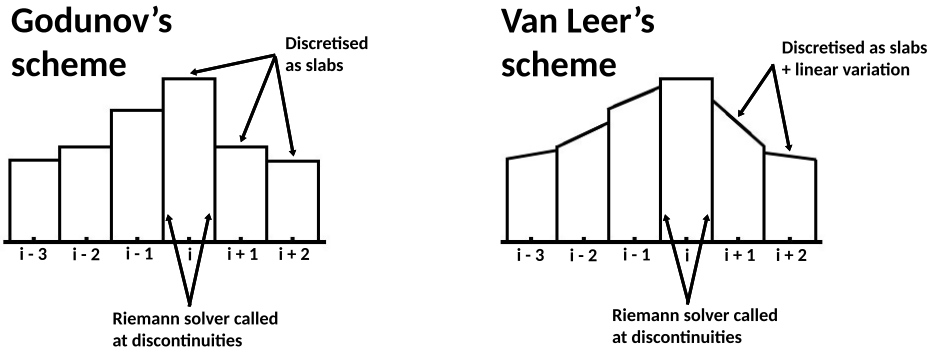 Godunov's
scheme
Discretised
as slabs
i - 3 i - 2 i - 1 i i + 1 i + 2
Riemann solver called
at discontinuities
Van Leer's
scheme
Discretised as slabs
+ linear variation
i - 3 i - 2 i - 1 i i + 1 i + 2
Riemann solver called
at discontinuities